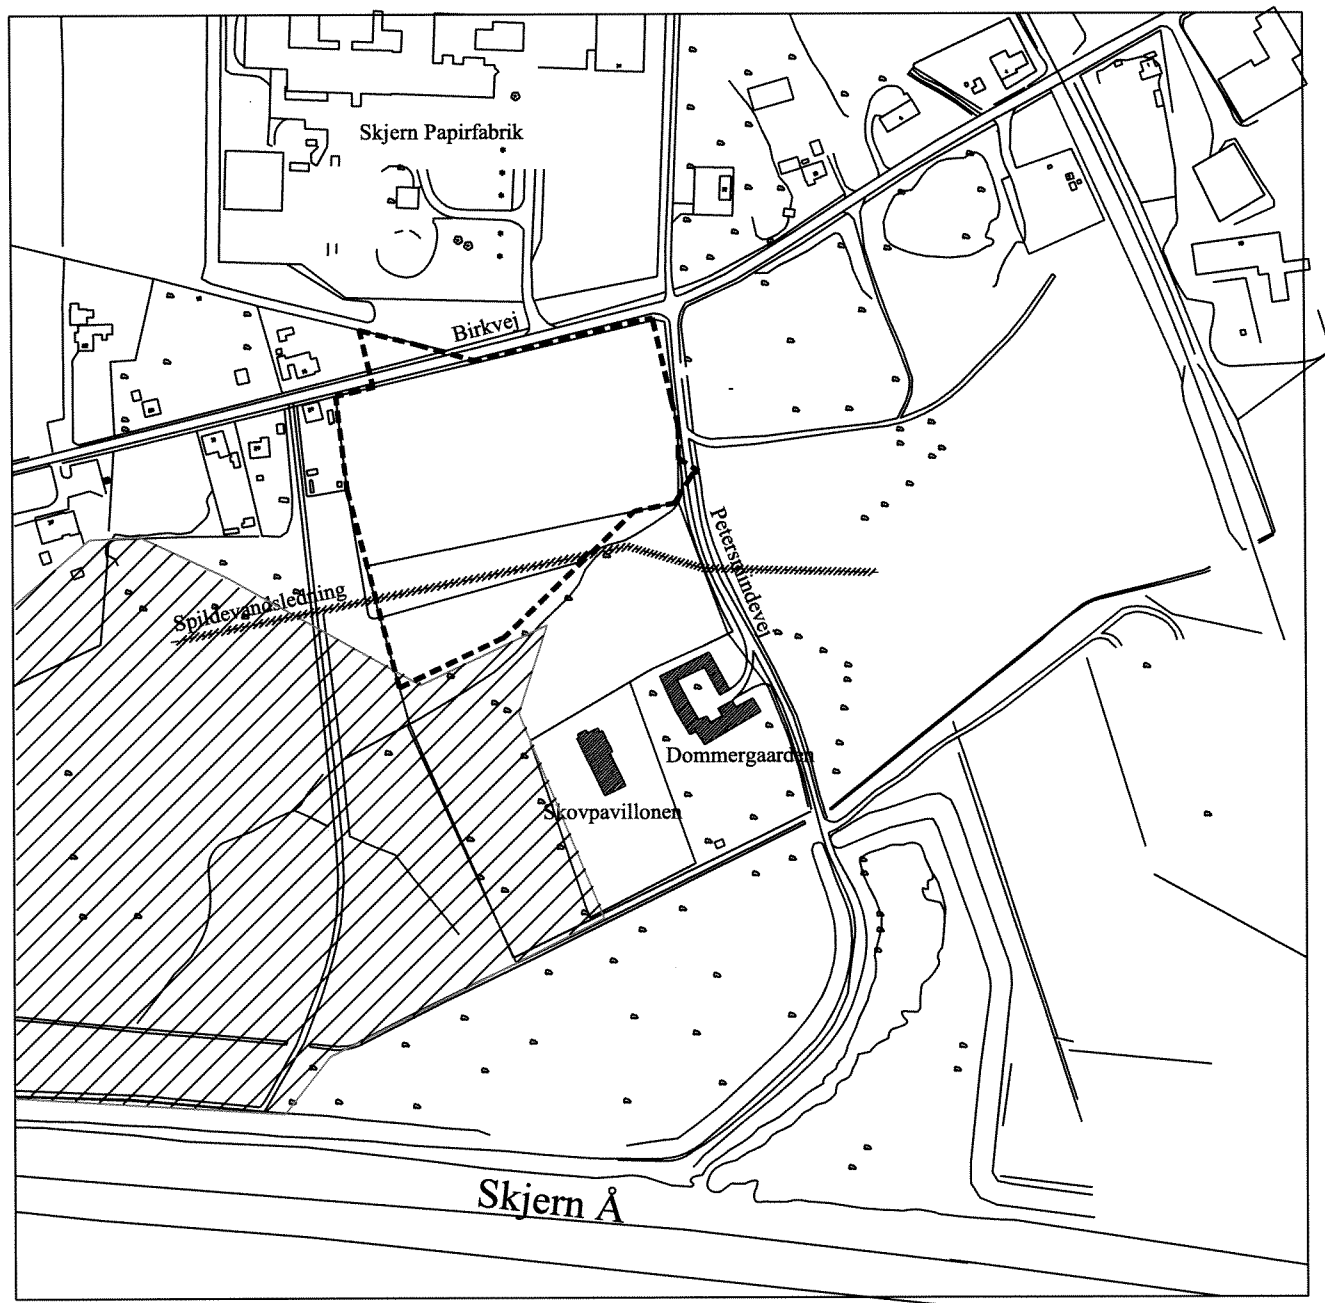 Skjern Papirfabrik
Birkvej
Petersmindevej
Spildevandsledning
Dommergaarden
Skovpavillonen
Skjern Å